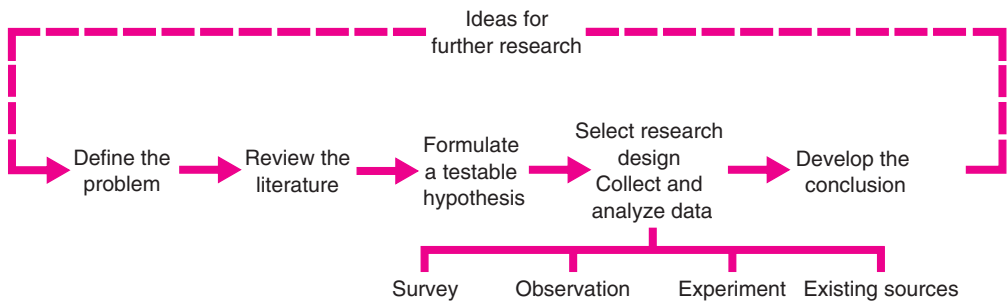 Ideas for
further research
Define the
problem
Review the
literature
Formulate
a testable
hypothesis
Select research
design
Collect and
analyze data
Develop the
conclusion
Survey
Observation
Experiment
Existing sources